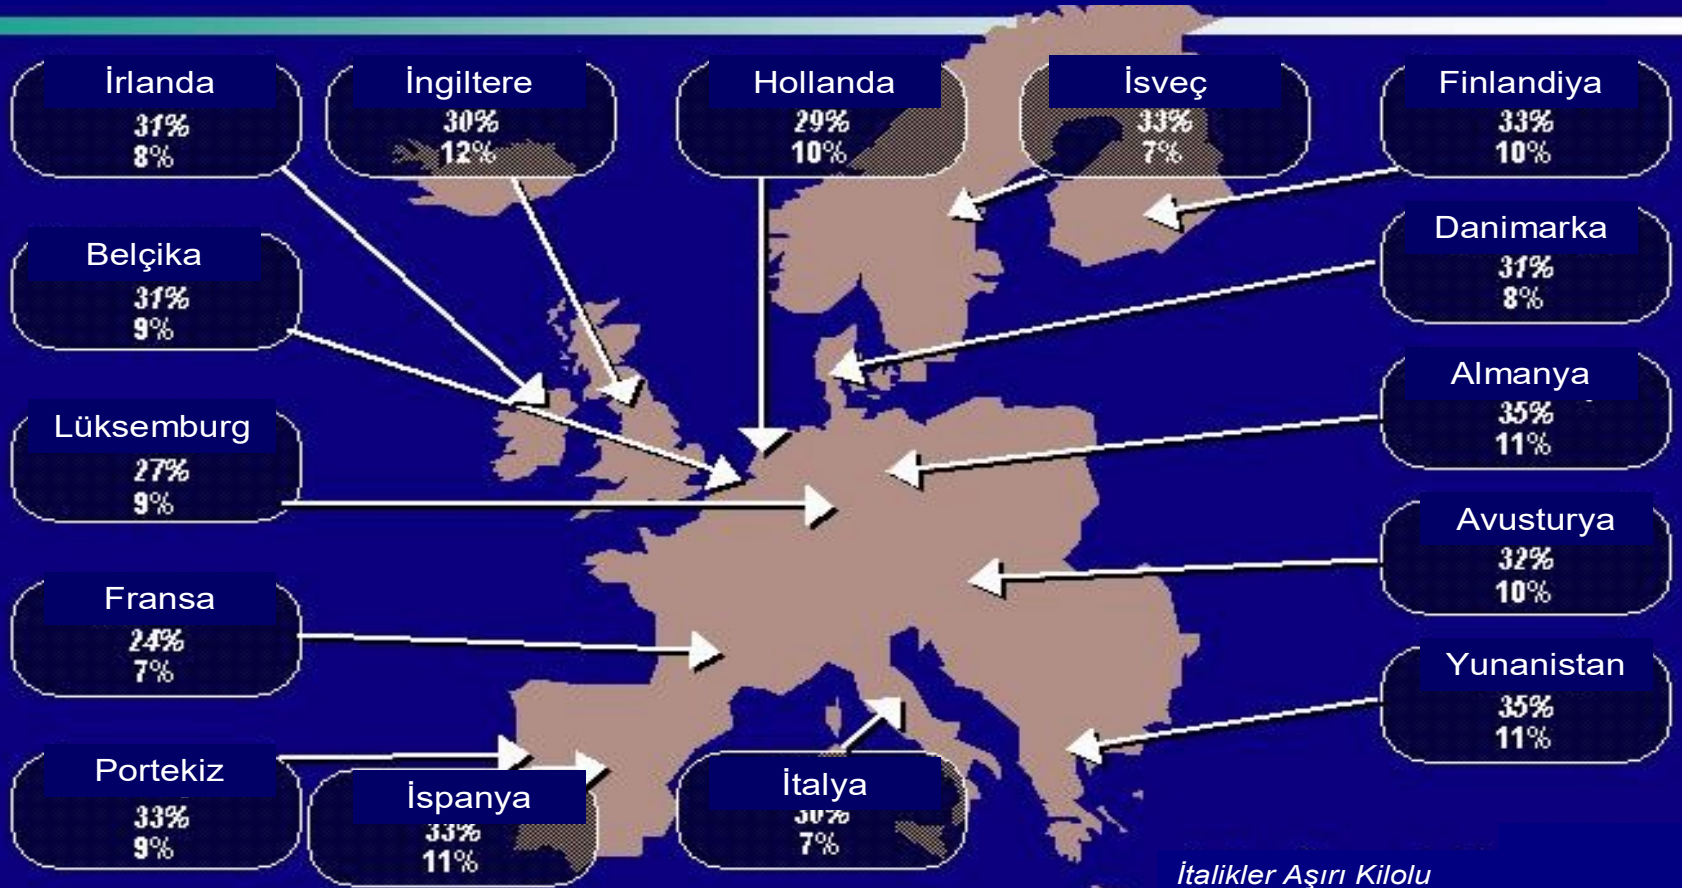 İrlanda
31%
8%
İngiltere
30%
12%
Hollanda
29%
10%
İsveç
33%
7%
Finlandiya
33%
10%
Belçika
31%
9%
Danimarka
31%
8%
Lüksemburg
27%
9%
Almanya
35%
11%
Avusturya
32%
10%
Fransa
24%
7%
Yunanistan
35%
11%
Portekiz
33%
9%
İspanya
33%
11%
İtalya
30%
7%
İtalikler Aşırı Kilolu